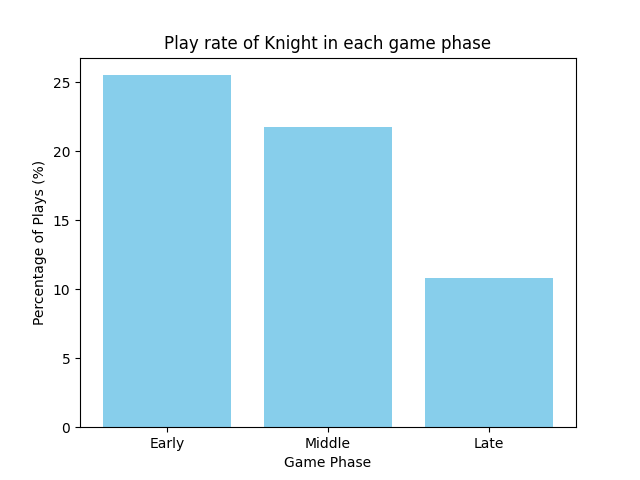 Play rate of Knight in each game phase
Percentage of Plays (%)
25
20
15
10
5
0
Early Middle Late
Game Phase